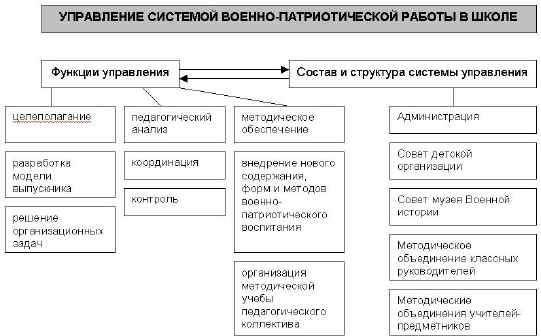 УПРАВЛЕНИЕ СИСТЕМОЙ ВОЕННО-ПАТРИОТИЧЕСКОЙ РАБОТЫ В ШКОЛЕ
Функции управления
Состав и структура системы управления
целеполагание
разработка
модели
выпускника
решение
организационных
задач
педагогический
анализ
координация
контроль
методическое
обеспечение
внедрение нового
содержания,
форм и методов
военно-
патриотического
воспитания
организация
методической
учебы
педагогического
коллектива
Администрация
Совет детской
организации
Совет музея Военной
истории
Методическое
объединение классных
руководителей
Методические
объединения учителей-
предметников